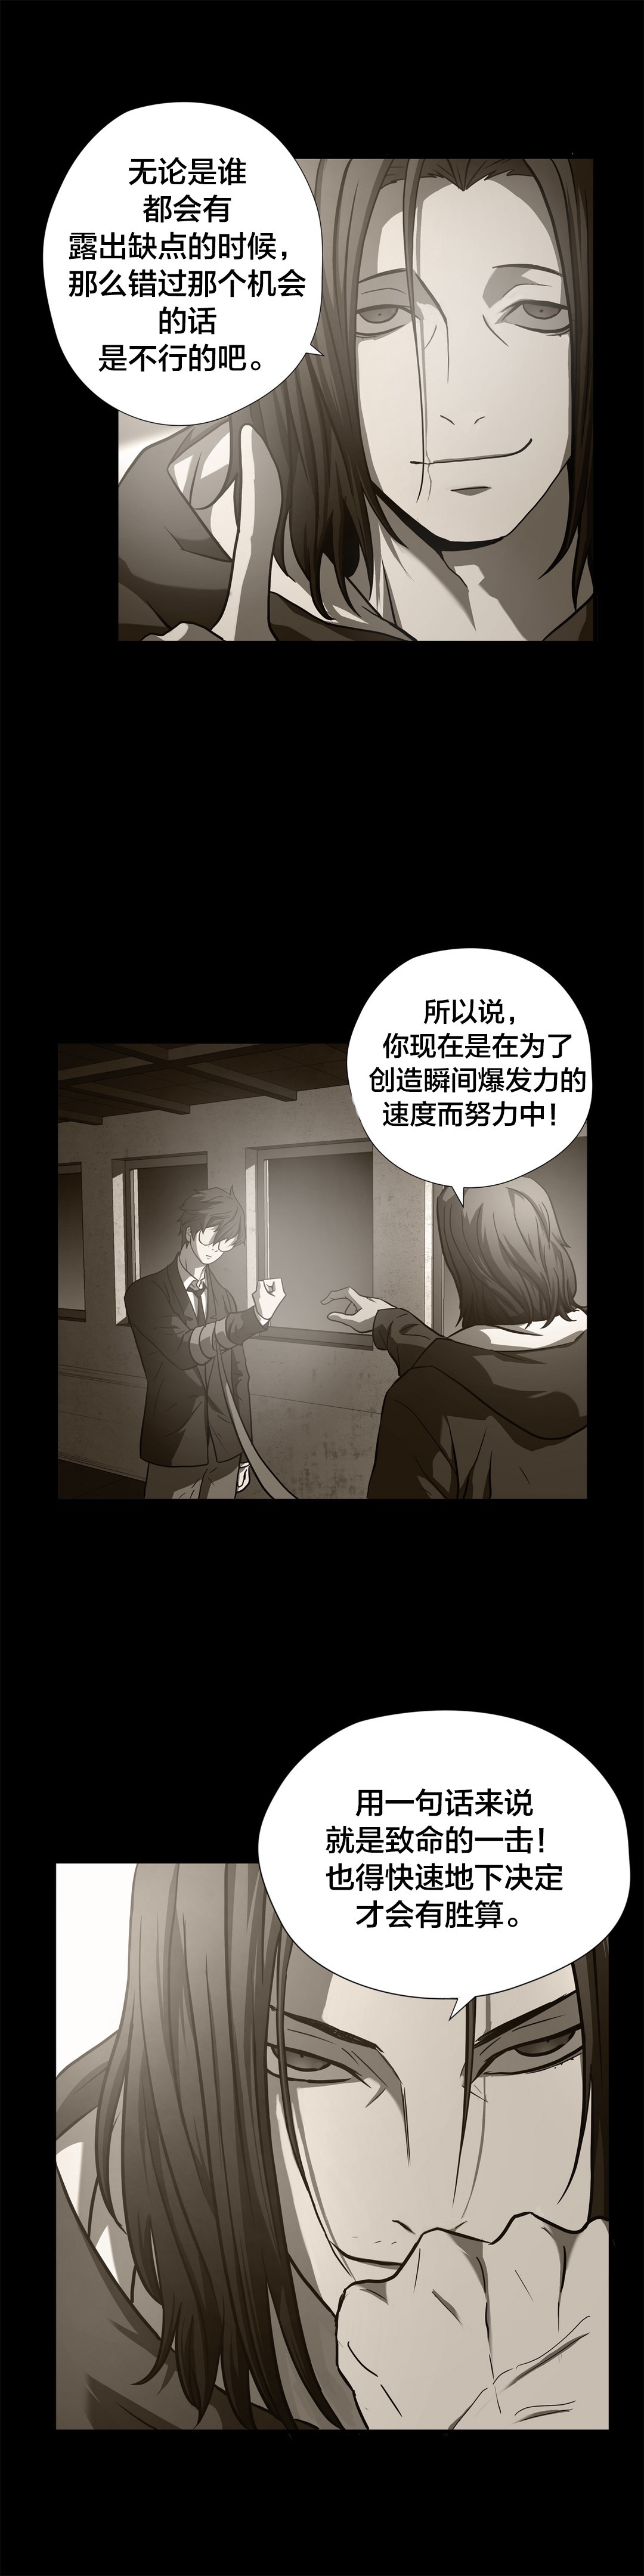 无论是谁
都会有
露出缺点的时候，
那么错过那个机会
的话
是不行的吧。
所以说，
你现在是在为了
创造瞬间爆发力的
速度而努力中！
用一句话来说
就是致命的一击！
也得快速地下决定
才会有胜算。